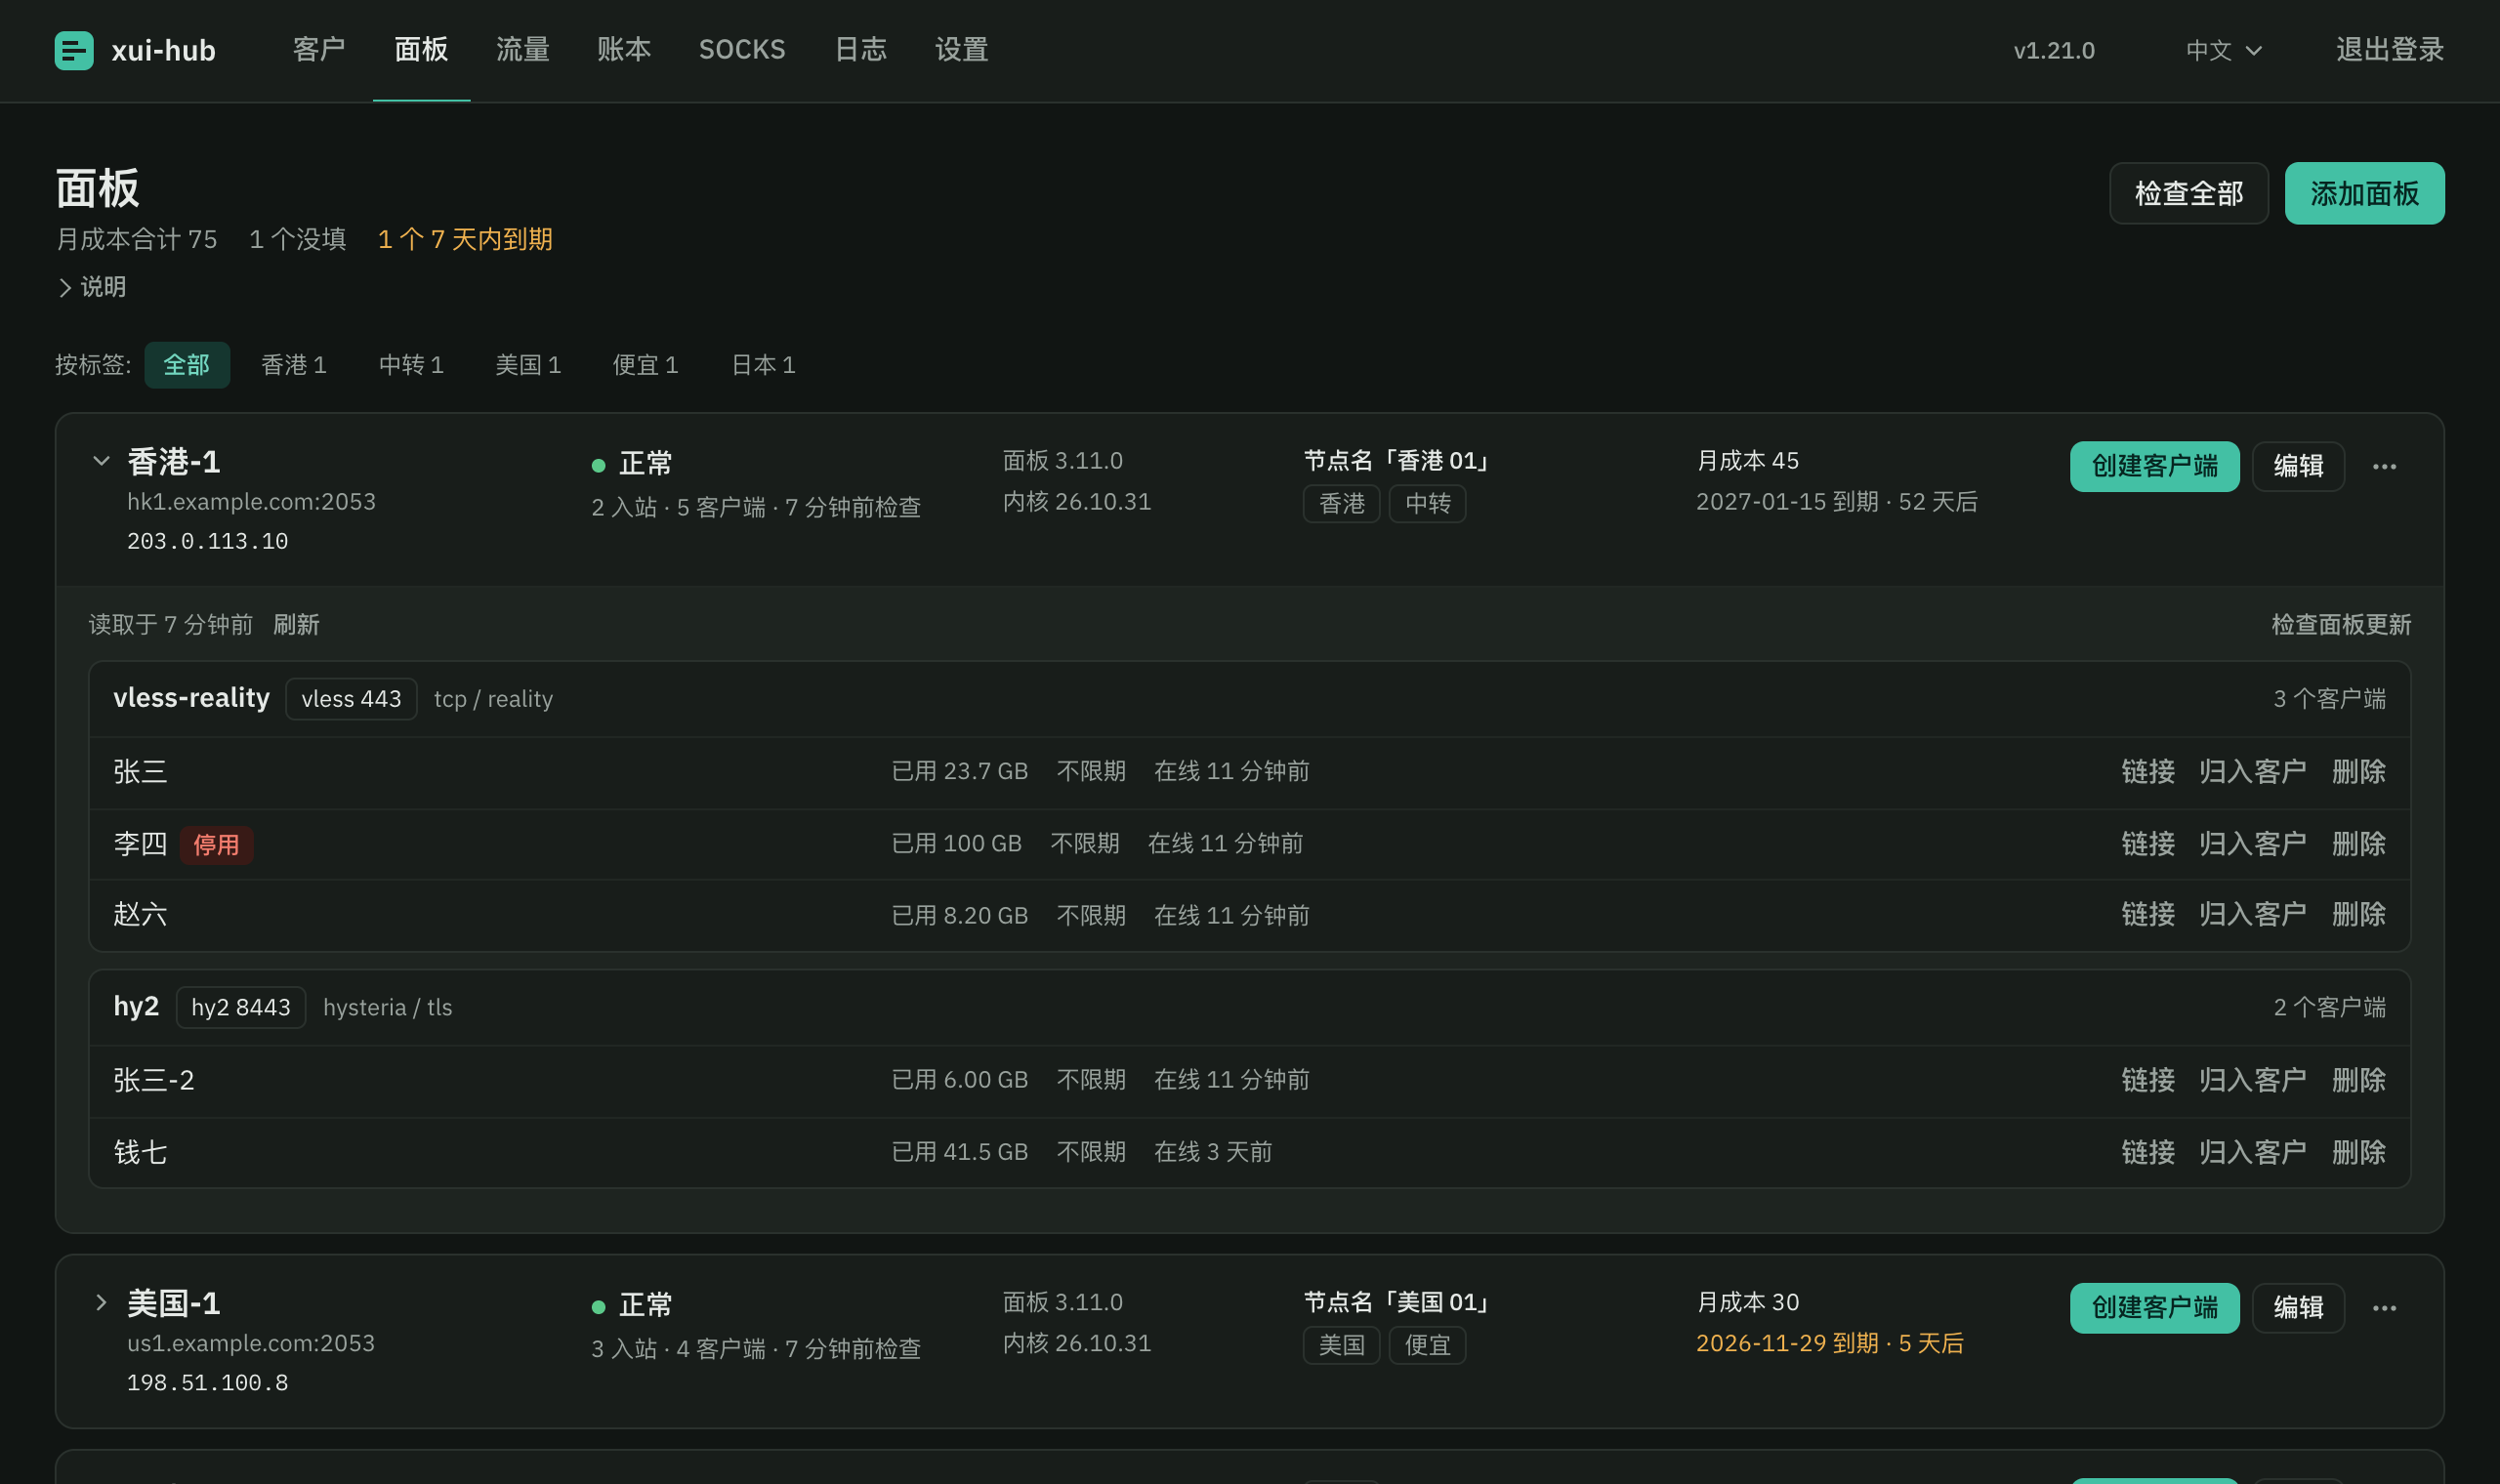 xui-hub 客户 面板 流量 账本 SOCKS 日志 设置 v1.21.0 中文 退出登录
面板 检查全部 添加面板
月成本合计 75 1 个没填 1 个 7 天内到期
说明
按标签: 全部 香港 1 中转 1 美国 1 便宜 1 日本 1
香港-1 正常 面板 3.11.0 节点名「香港 01」 月成本 45 创建客户端 编辑 ···
hk1.example.com:2053 2 入站 · 5 客户端 · 7 分钟前检查 内核 26.10.31 香港 中转 2027-01-15 到期 · 52 天后
203.0.113.10
读取于 7 分钟前 刷新 检查面板更新
vless-reality vless 443 tcp / reality 3 个客户端
张三 已用 23.7 GB 不限期 在线 11 分钟前 链接 归入客户 删除
李四 停用 已用 100 GB 不限期 在线 11 分钟前 链接 归入客户 删除
赵六 已用 8.20 GB 不限期 在线 11 分钟前 链接 归入客户 删除
hy2 hy2 8443 hysteria / tls 2 个客户端
张三-2 已用 6.00 GB 不限期 在线 11 分钟前 链接 归入客户 删除
钱七 已用 41.5 GB 不限期 在线 3 天前 链接 归入客户 删除
美国-1 正常 面板 3.11.0 节点名「美国 01」 月成本 30 创建客户端 编辑 ···
us1.example.com:2053 3 入站 · 4 客户端 · 7 分钟前检查 内核 26.10.31 美国 便宜 2026-11-29 到期 · 5 天后
198.51.100.8